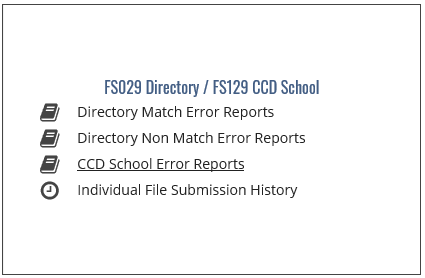 FS029 Directory / FS129 CCD School
Directory Match Error Reports
Directory Non Match Error Reports
CCD School Error Reports
Individual File Submission History